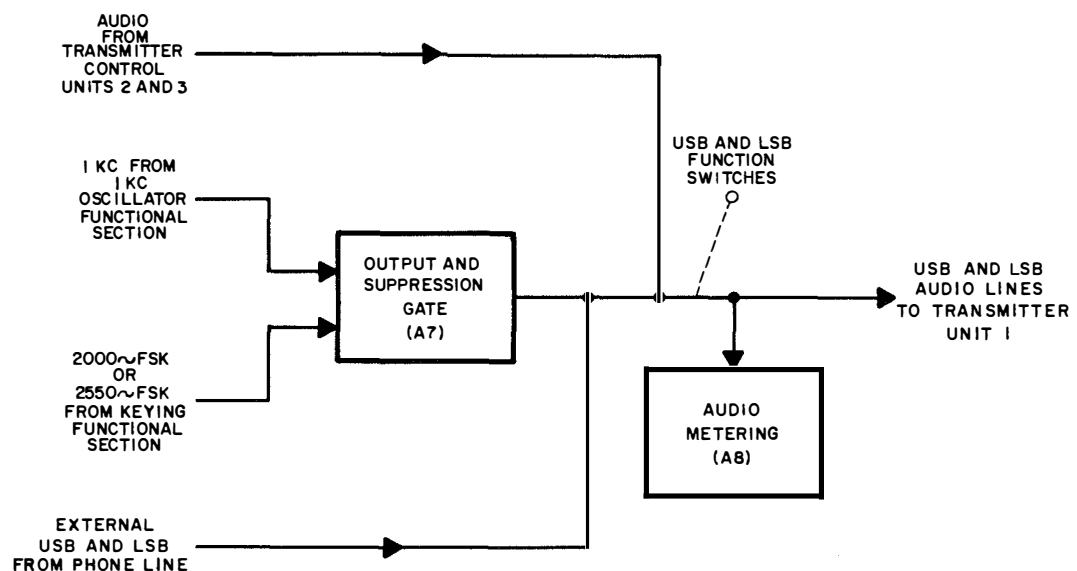 AUDIO
FROM
TRANSMITTER
CONTROL
UNITS 2 AND 3
1 KC FROM
1 KC
OSCILLATOR
FUNCTIONAL
SECTION
2000~FSK
OR
2550~FSK
FROM KEYING
FUNCTIONAL
SECTION
EXTERNAL
USB AND LSB
FROM PHONE LINE
OUTPUT AND
SUPPRESSION
GATE
(A7)
USB AND LSB
FUNCTION
SWITCHES
AUDIO
METERING
(A8)
USB AND LSB
AUDIO LINES
TO TRANSMITTER
UNIT 1